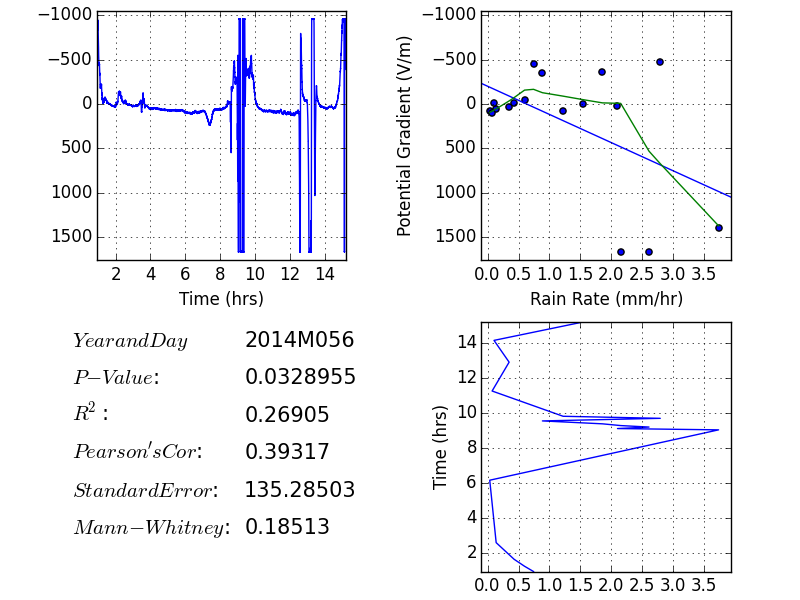 −1000
−500
0
500
1000
1500
2 4 6 8 10 12 14
Time (hrs)
−1000
−500
0
500
1000
1500
Potential Gradient (V/m)
0.0 0.5 1.0 1.5 2.0 2.5 3.0 3.5
Rain Rate (mm/hr)
YearandDay 2014M056
P−Value: 0.0328955
R²: 0.26905
Pearson'sCor: 0.39317
StandardError: 135.28503
Mann−Whitney: 0.18513
14
12
10
8
6
4
2
Time (hrs)
0.0 0.5 1.0 1.5 2.0 2.5 3.0 3.5